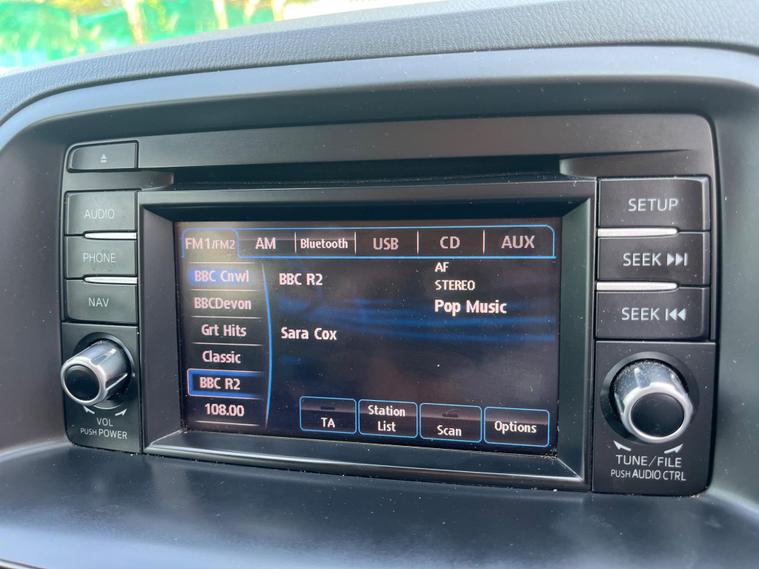 AUDIO
PHONE
NAV
VOL
PUSH POWER
FM1/FM2
AM
Bluetooth
USB
CD
AUX
BBC Cnwl
BBCDevon
Grt Hits
Classic
BBC R2
108.00
BBC R2
AF
STEREO
Pop Music
Sara Cox
TA
Station
List
Scan
Options
SETUP
SEEK
SEEK
TUNE/FILE
PUSH AUDIO CTRL